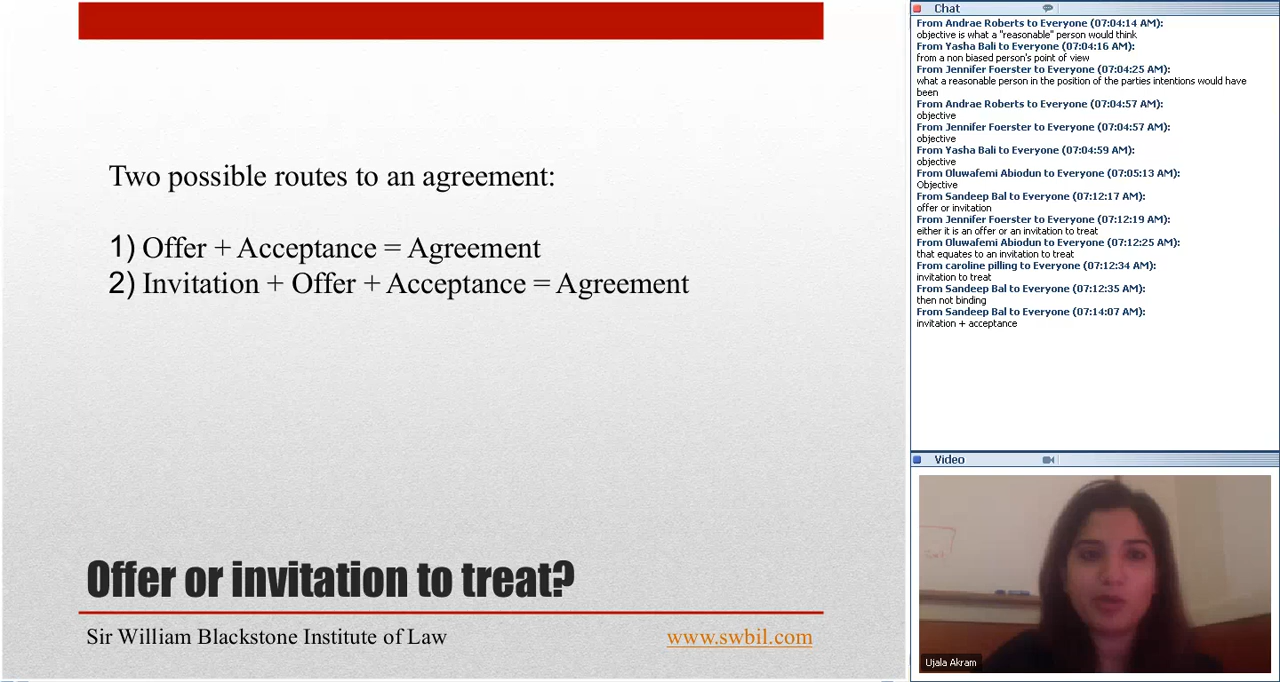 Two possible routes to an agreement:
1) Offer + Acceptance = Agreement
2) Invitation + Offer + Acceptance = Agreement
Offer or invitation to treat?
Sir William Blackstone Institute of Law
www.swbil.com
Chat
From Andrae Roberts to Everyone (07:04:14 AM):
objective is what a "reasonable" person would think
From Yasha Bali to Everyone (07:04:16 AM):
from a non biased person's point of view
From Jennifer Foerster to Everyone (07:04:25 AM):
what a reasonable person in the position of the parties intentions would have
been
From Andrae Roberts to Everyone (07:04:57 AM):
objective
From Jennifer Foerster to Everyone (07:04:57 AM):
objective
From Yasha Bali to Everyone (07:04:59 AM):
objective
From Oluwafemi Abiodun to Everyone (07:05:13 AM):
Objective
From Sandeep Bal to Everyone (07:12:17 AM):
offer or invitation
From Jennifer Foerster to Everyone (07:12:19 AM):
either it is an offer or an invitation to treat
From Oluwafemi Abiodun to Everyone (07:12:25 AM):
that equates to an invitation to treat
From caroline pilling to Everyone (07:12:34 AM):
invitation to treat
From Sandeep Bal to Everyone (07:12:35 AM):
then not binding
From Sandeep Bal to Everyone (07:14:07 AM):
invitation + acceptance
Video
Ujala Akram